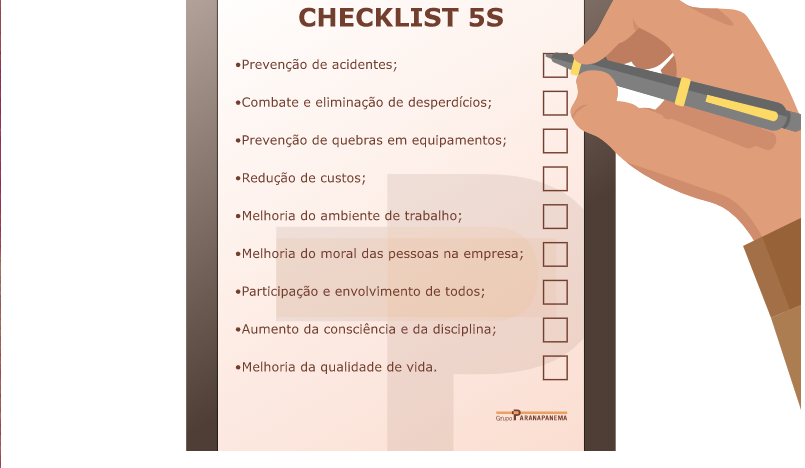 CHECKLIST 5S
•Prevenção de acidentes;
•Combate e eliminação de desperdícios;
•Prevenção de quebras em equipamentos;
•Redução de custos;
•Melhoria do ambiente de trabalho;
•Melhoria do moral das pessoas na empresa;
•Participação e envolvimento de todos;
•Aumento da consciência e da disciplina;
•Melhoria da qualidade de vida.
Grupo PARANAPANEMA